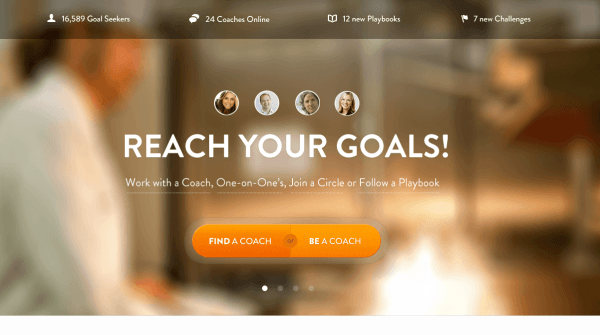 16,589 Goal Seekers
24 Coaches Online
12 new Playbooks
7 new Challenges
REACH YOUR GOALS!
Work with a Coach, One-on-One's, Join a Circle or Follow a Playbook
FIND A COACH or BE A COACH